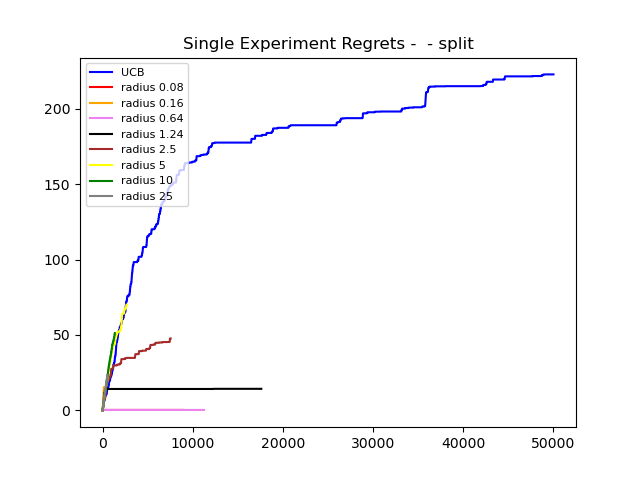 Single Experiment Regrets -  - split
UCB
radius 0.08
radius 0.16
radius 0.64
radius 1.24
radius 2.5
radius 5
radius 10
radius 25
200
150
100
50
0
0 10000 20000 30000 40000 50000